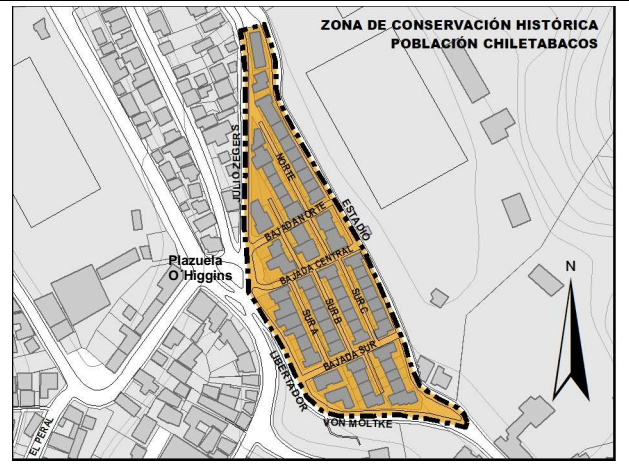 ZONA DE CONSERVACIÓN HISTÓRICA
POBLACIÓN CHILETABACOS
JULIO ZEGERS
NORTE
ESTADIO
BAJADA NORTE
Plazuela
O´Higgins
BAJADA CENTRAL
N
SUR A
SUR B
SUR C
BAJADA SUR
LIBERTADOR
VON MOLTKE
EL PERAL